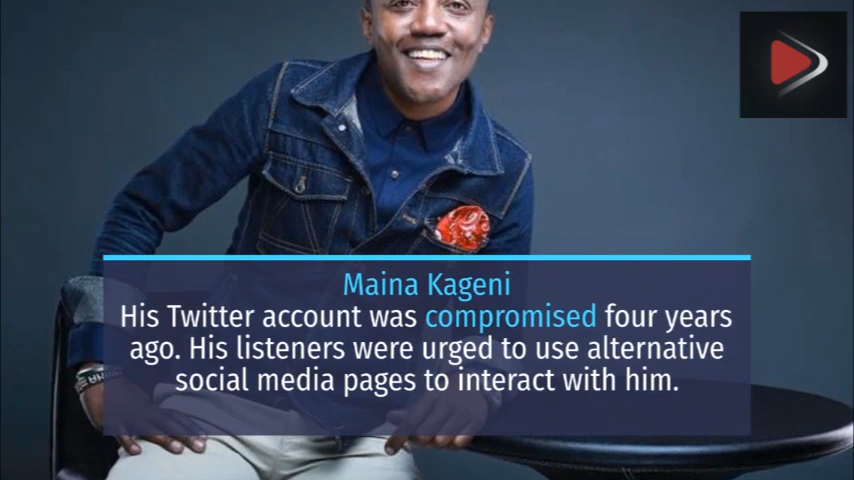 Maina Kageni
His Twitter account was compromised four years
ago. His listeners were urged to use alternative
social media pages to interact with him.